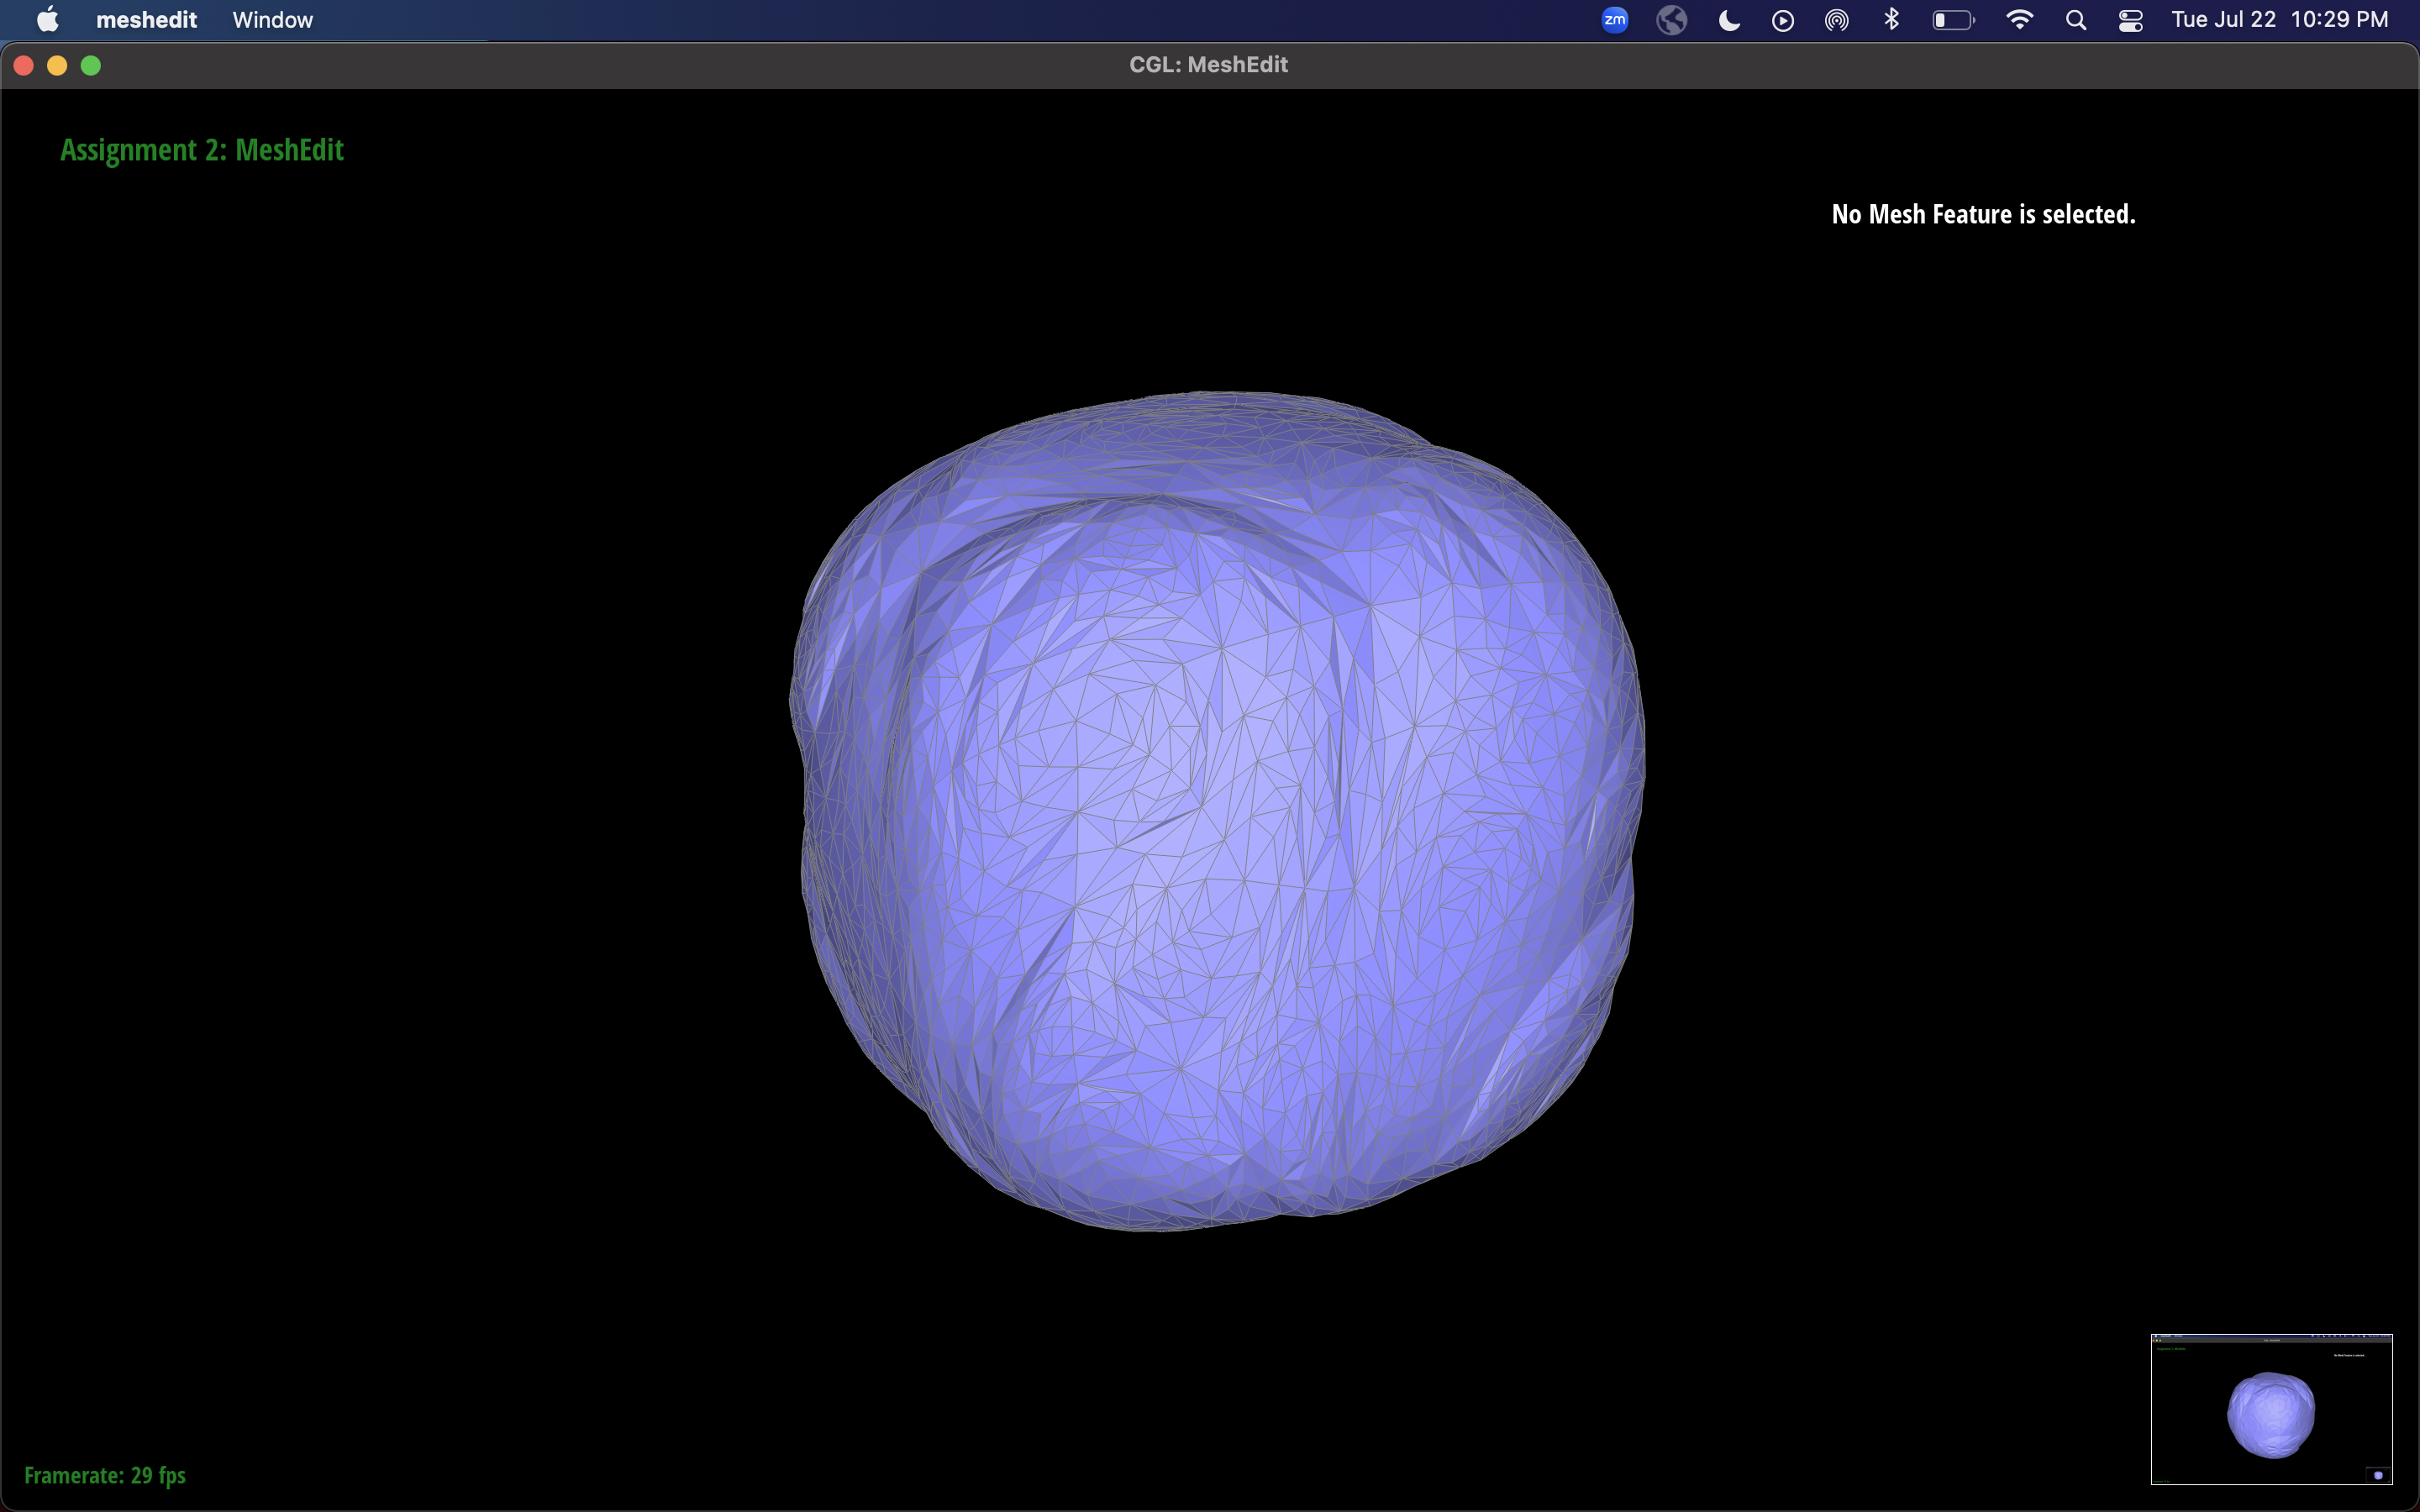 meshedit Window zm Tue Jul 22 10:29 PM
CGL: MeshEdit
Assignment 2: MeshEdit
No Mesh Feature is selected.
Framerate: 29 fps